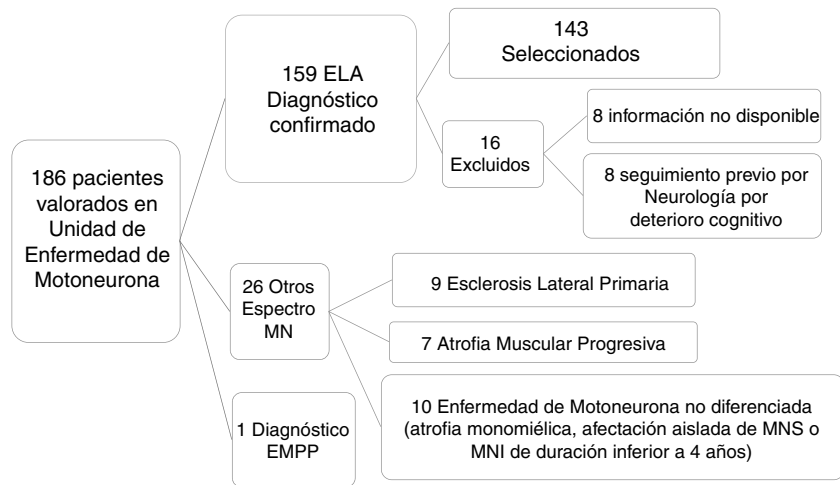 186 pacientes
valorados en
Unidad de
Enfermedad de
Motoneurona
159 ELA
Diagnóstico
confirmado
143
Seleccionados
16
Excluidos
8 información no disponible
8 seguimiento previo por
Neurología por
deterioro cognitivo
26 Otros
Espectro
MN
9 Esclerosis Lateral Primaria
7 Atrofia Muscular Progresiva
10 Enfermedad de Motoneurona no diferenciada
(atrofia monomiélica, afectación aislada de MNS o
MNI de duración inferior a 4 años)
1 Diagnóstico
EMPP